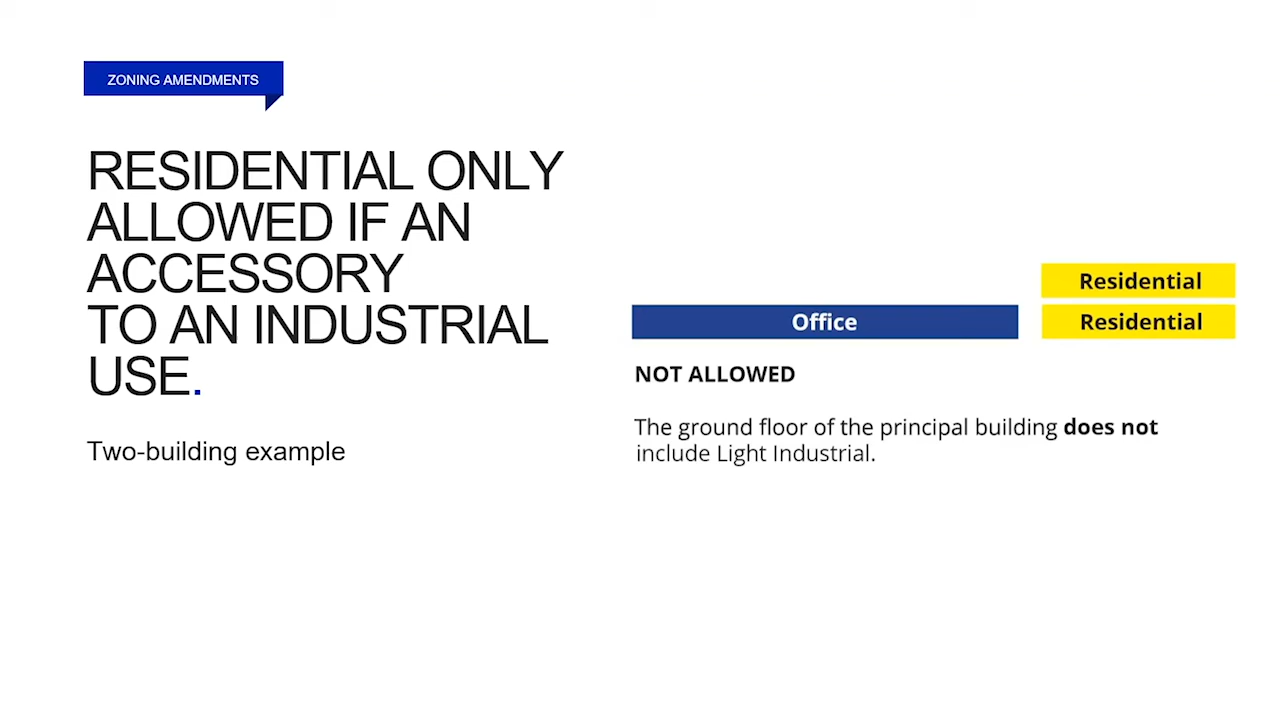 ZONING AMENDMENTS
RESIDENTIAL ONLY
ALLOWED IF AN
ACCESSORY
TO AN INDUSTRIAL
USE.
Two-building example
Residential
Office
Residential
NOT ALLOWED
The ground floor of the principal building does not
include Light Industrial.